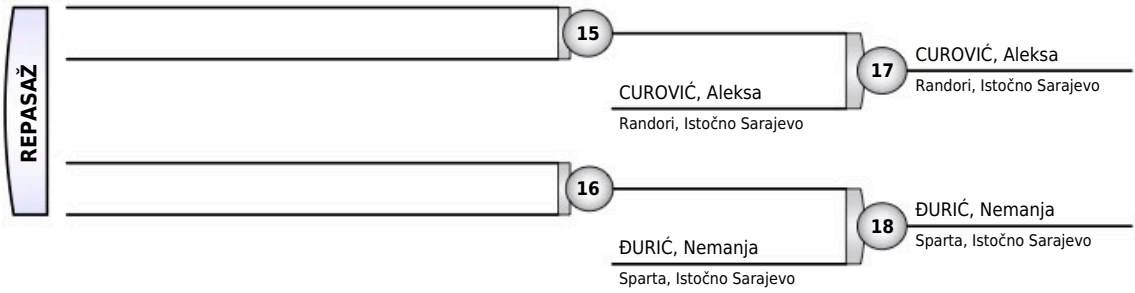 REPASAŽ
15
CUROVIĆ, Aleksa
Randori, Istočno Sarajevo
17
CUROVIĆ, Aleksa
Randori, Istočno Sarajevo
16
ĐURIĆ, Nemanja
Sparta, Istočno Sarajevo
18
ĐURIĆ, Nemanja
Sparta, Istočno Sarajevo